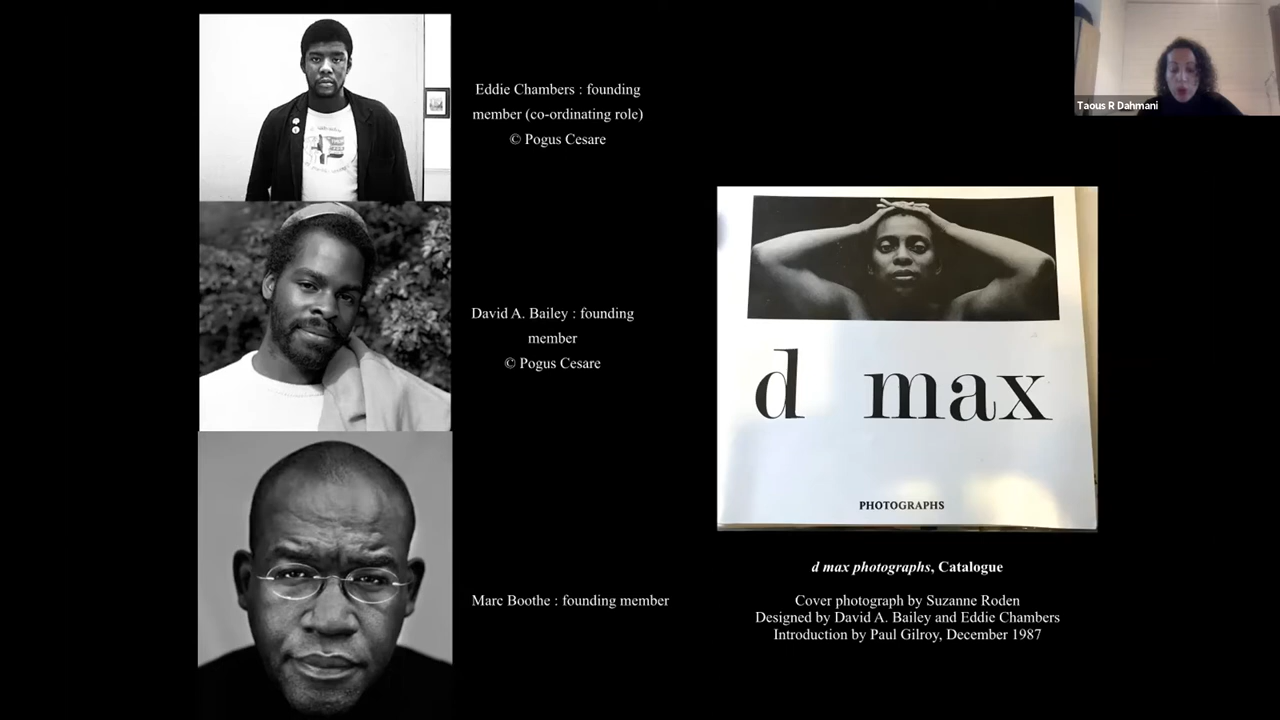 Eddie Chambers : founding
member (co-ordinating role)
© Pogus Cesare
David A. Bailey : founding
member
© Pogus Cesare
Marc Boothe : founding member
Taous R Dahmani
d max
PHOTOGRAPHS
d max photographs, Catalogue
Cover photograph by Suzanne Roden
Designed by David A. Bailey and Eddie Chambers
Introduction by Paul Gilroy, December 1987